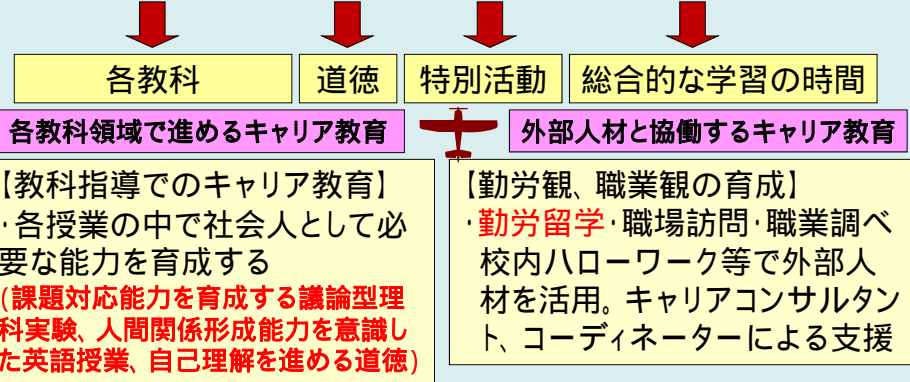 各教科 道徳 特別活動 総合的な学習の時間
各教科領域で進めるキャリア教育
外部人材と協働するキャリア教育
【教科指導でのキャリア教育】
・各授業の中で社会人として必
要な能力を育成する
(課題対応能力を育成する議論型理
科実験、人間関係形成能力を意識し
た英語授業、自己理解を進める道徳)
【勤労観、職業観の育成】
・勤労留学・職場訪問・職業調べ
校内ハローワーク等で外部人
材を活用。キャリアコンサルタン
ト、コーディネーターによる支援